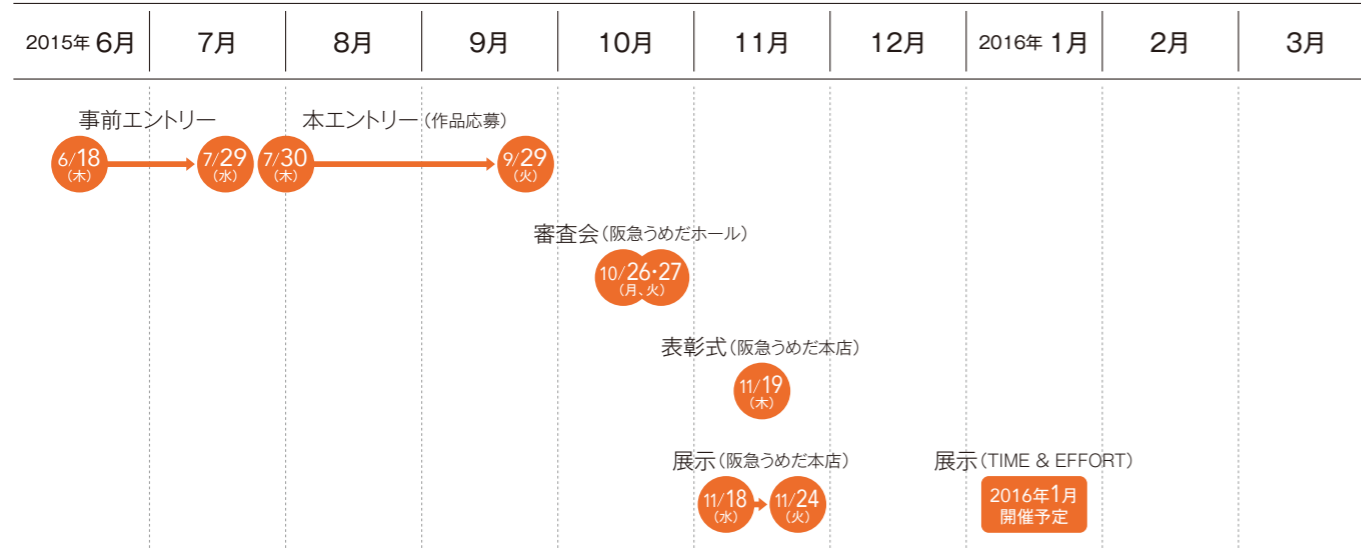 2015年 6月 7月 8月 9月 10月 11月 12月 2016年 1月 2月 3月
事前エントリー 本エントリー（作品応募）
6/18 7/29 7/30 9/29
（木） （水） （木） （火）
審査会（阪急うめだホール）
10/26・27
（月、火）
表彰式（阪急うめだ本店）
11/19
（木）
展示（阪急うめだ本店） 展示（TIME & EFFORT）
11/18 11/24 2016年1月
（水） （火） 開催予定